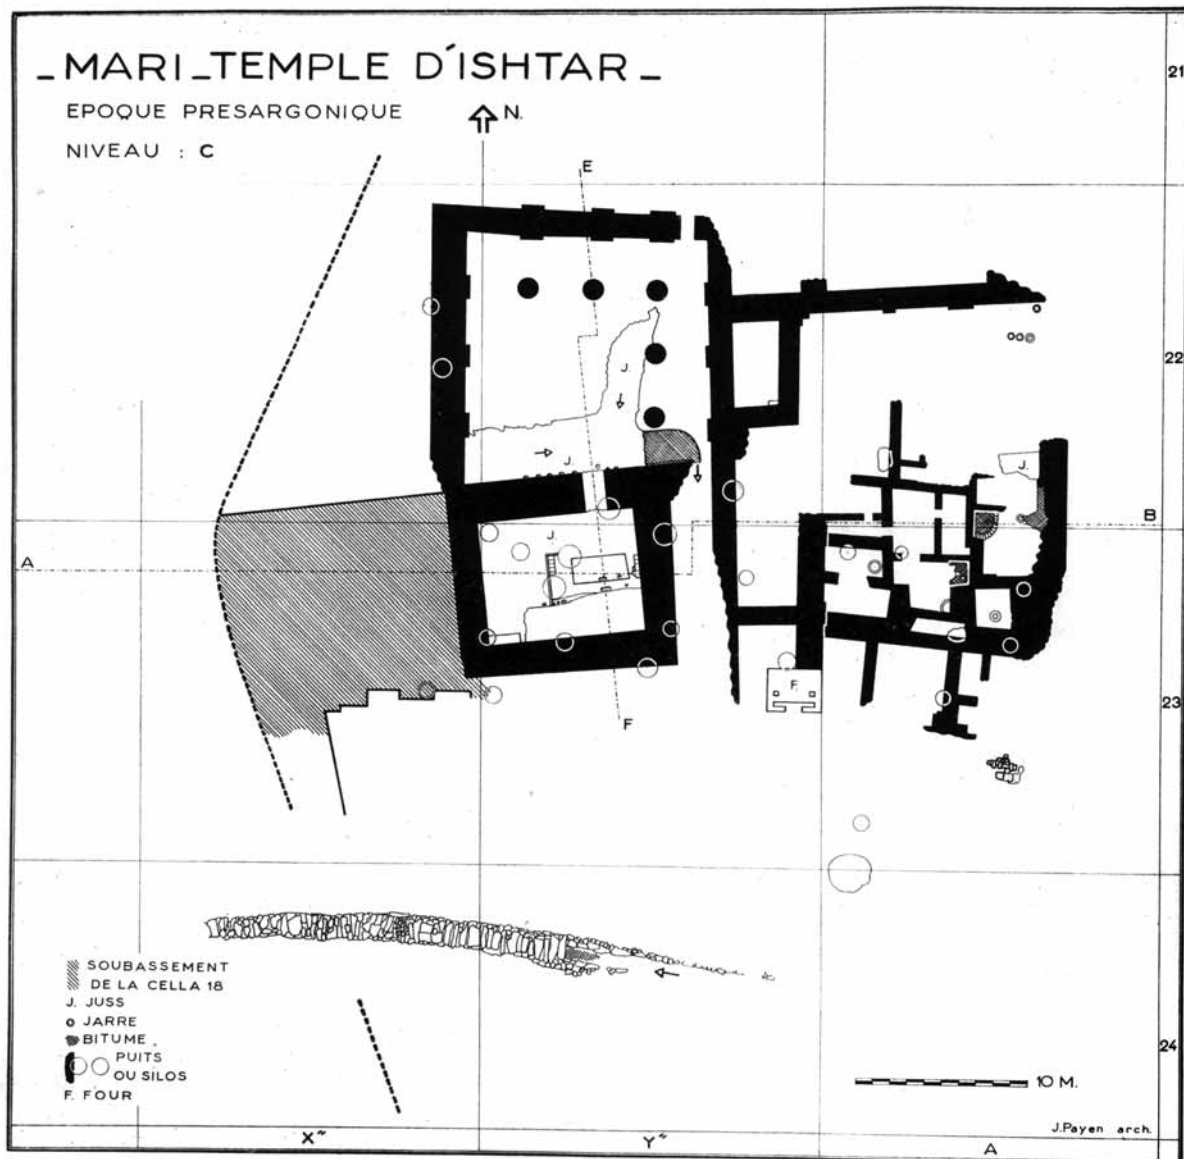 _MARI_TEMPLE D'ISHTAR_
EPOQUE PRESARGONIQUE
NIVEAU : C
N.
E
21
22
J.
J.
J.
J.
A
B
F.
F
23
SOUBASSEMENT
DE LA CELLA 18
J. JUSS
JARRE
BITUME
PUITS
OU SILOS
F. FOUR
24
10 M.
J.Payen arch.
X"
Y"
A